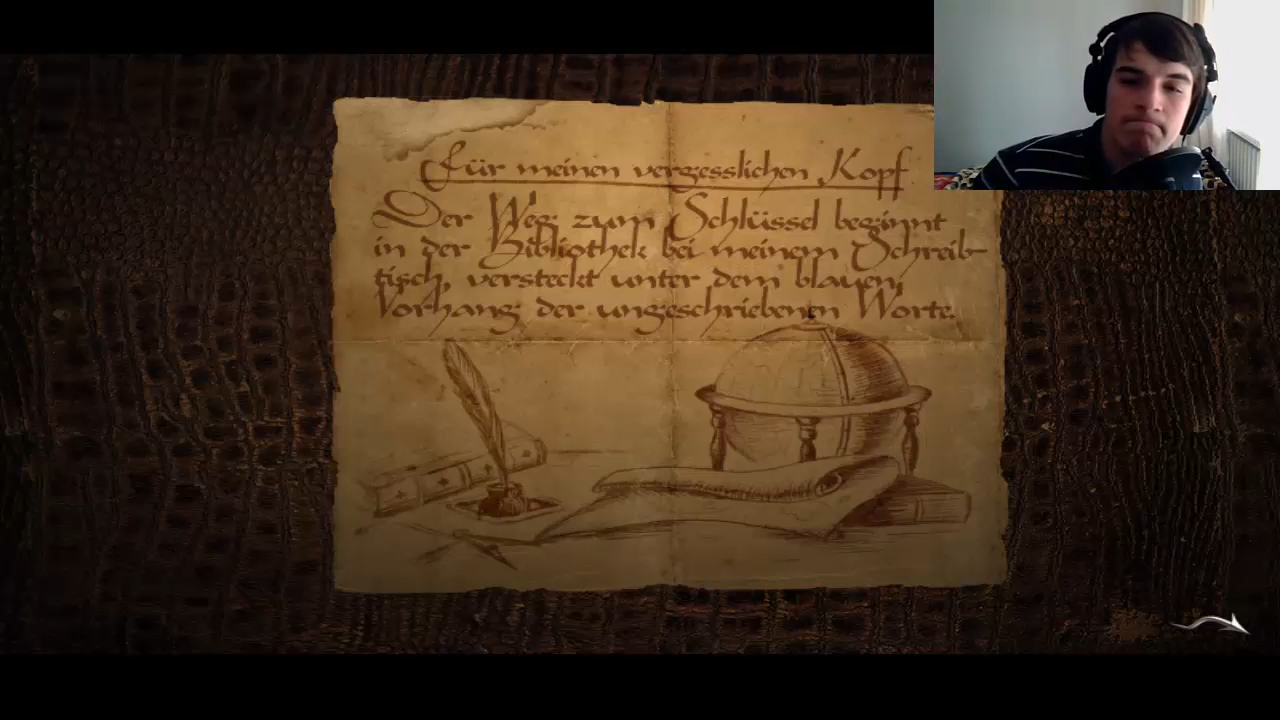 Für meinen vergesslichen Kopf
Der Weg zum Schlüssel beginnt
in der Bibliothek bei meinem Schreib-
tisch, versteckt unter dem blauen
Vorhang der ungeschriebenen Worte.